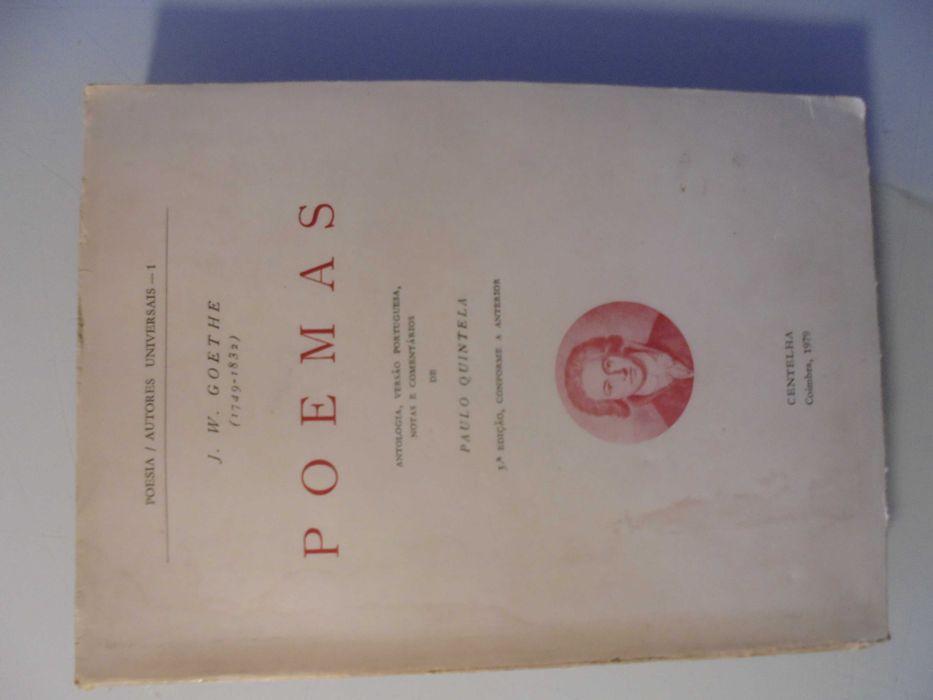 POESIA / AUTORES UNIVERSAIS — 1
J. W. GOETHE
(1749-1832)
POEMAS
ANTOLOGIA, VERSÃO PORTUGUESA,
NOTAS E COMENTÁRIOS
DE
PAULO QUINTELA
3.ª EDIÇÃO, CONFORME A ANTERIOR
CENTELHA
Coimbra, 1979